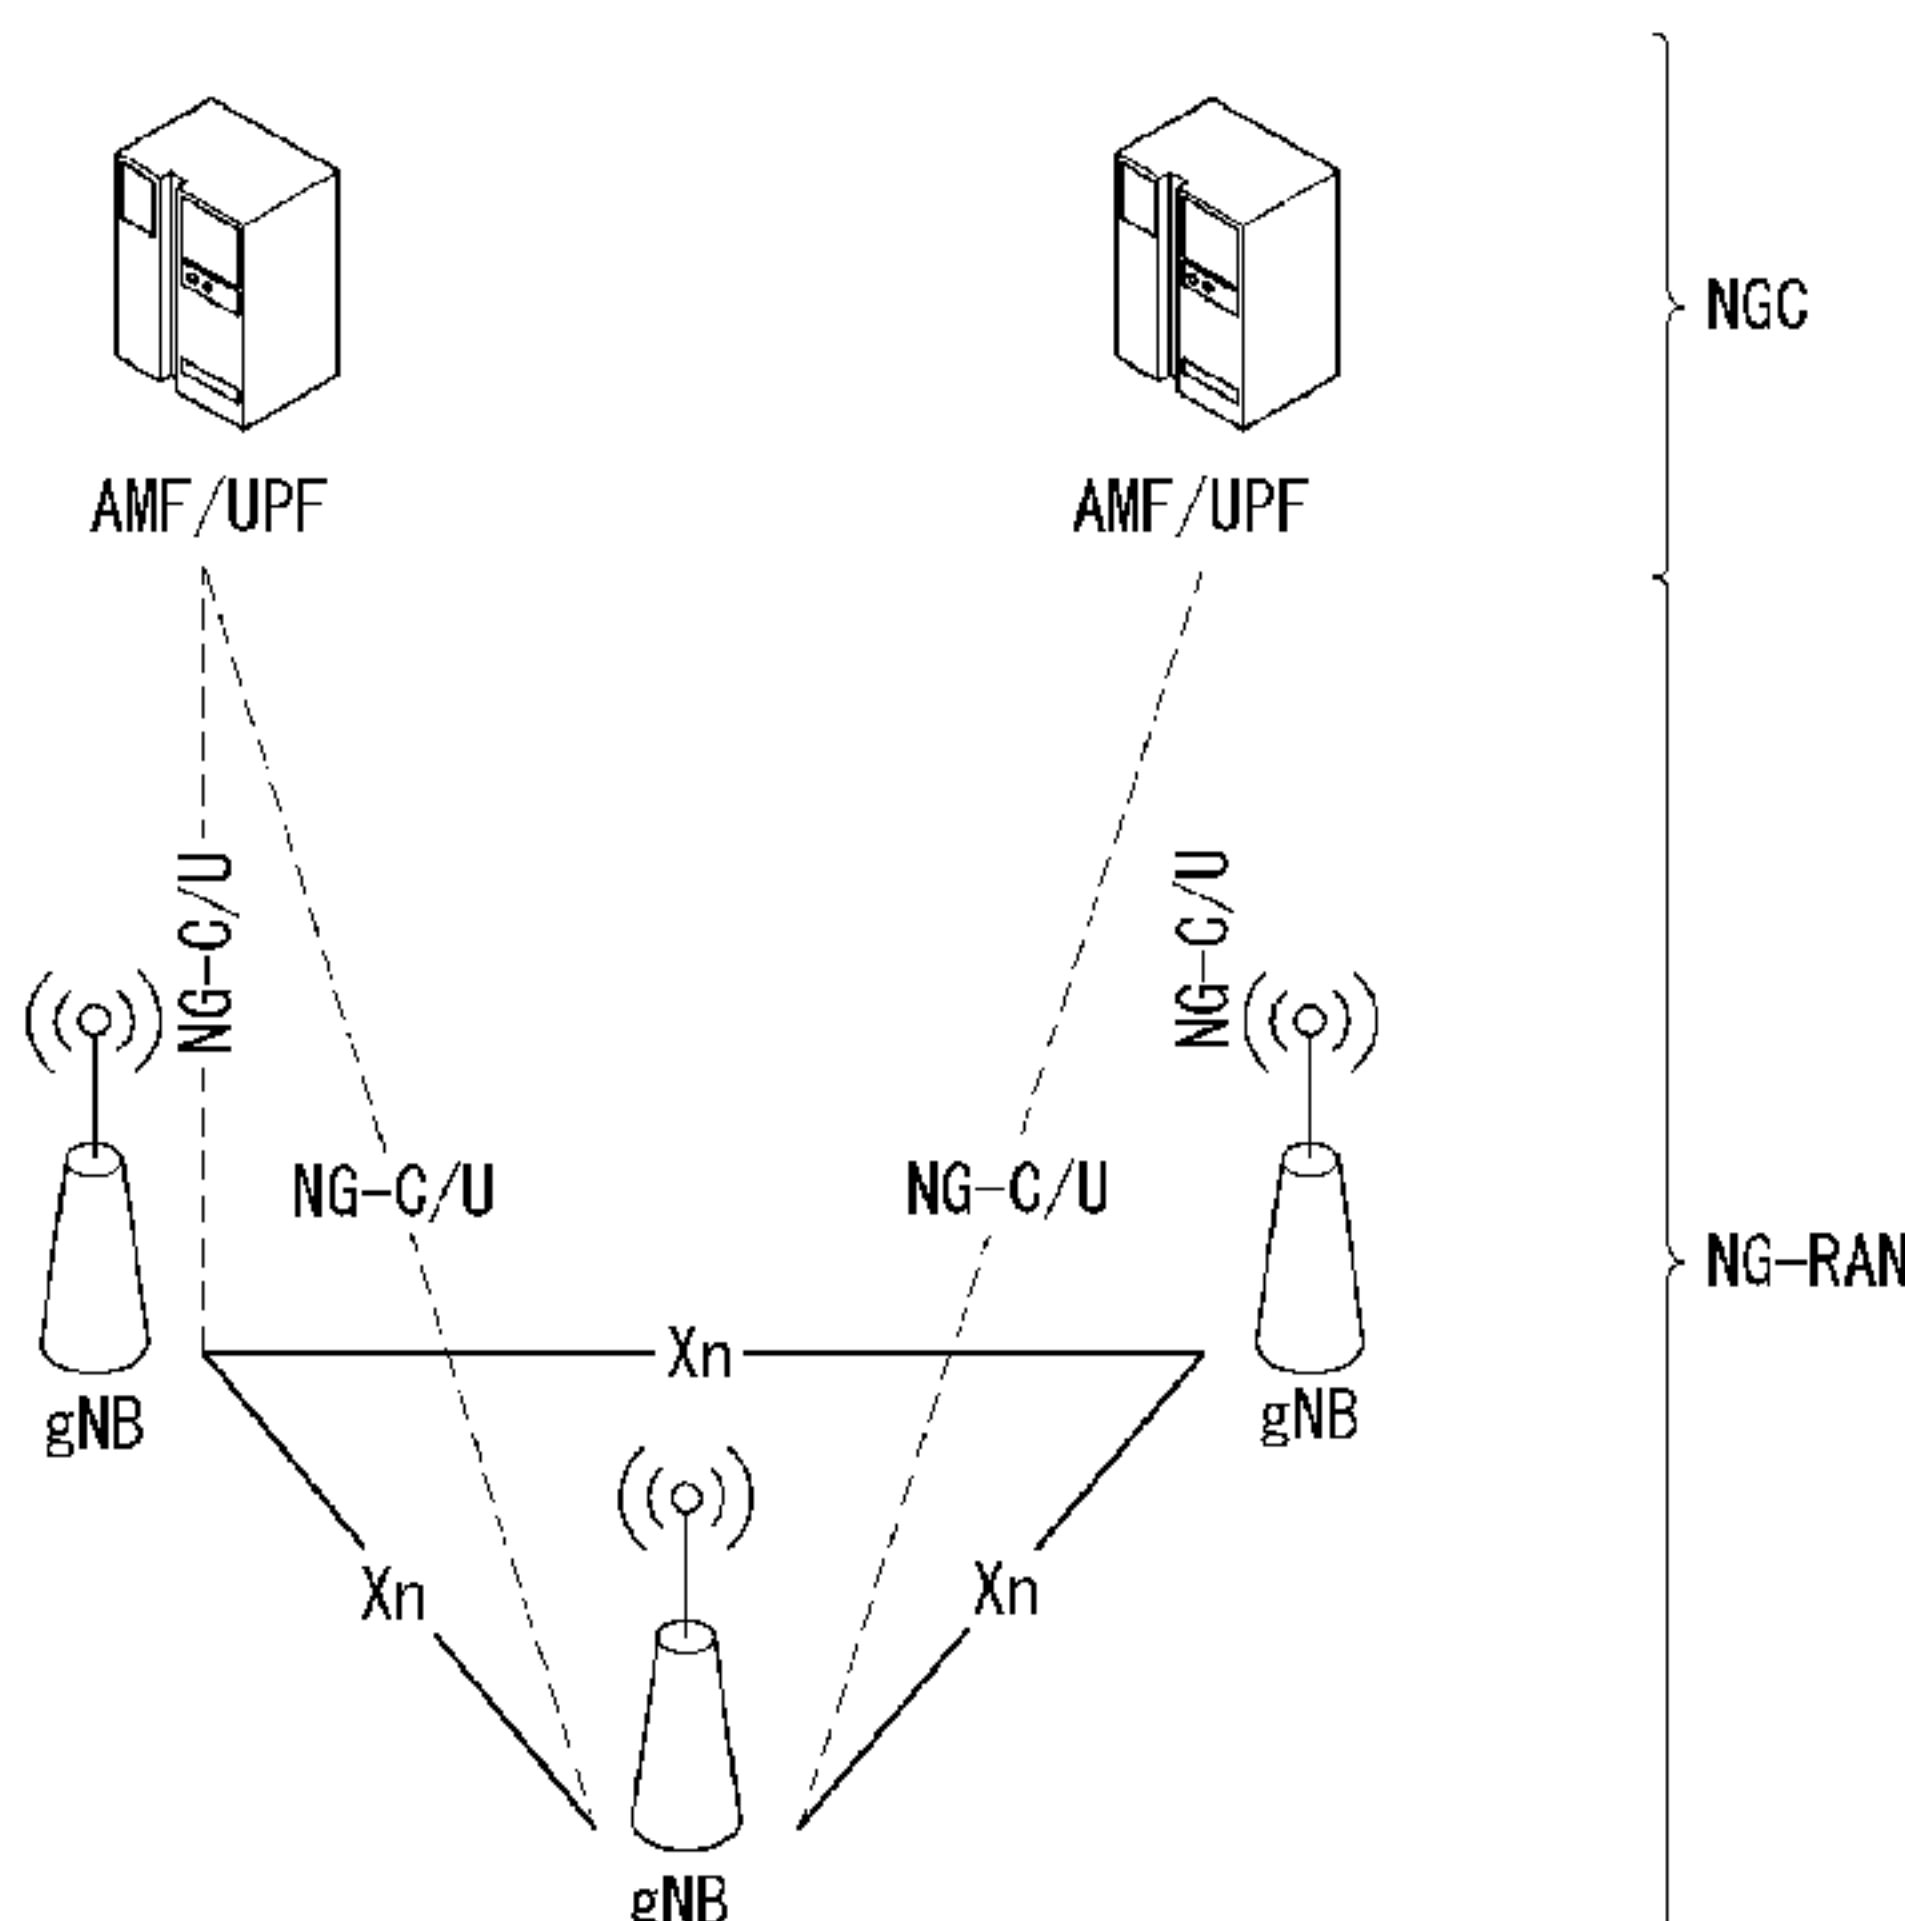 NGC
AMF/UPF
AMF/UPF
NG-C/U
NG-C/U
NG-C/U
NG-C/U
NG-RAN
Xn
gNB
gNB
Xn
Xn
gNB